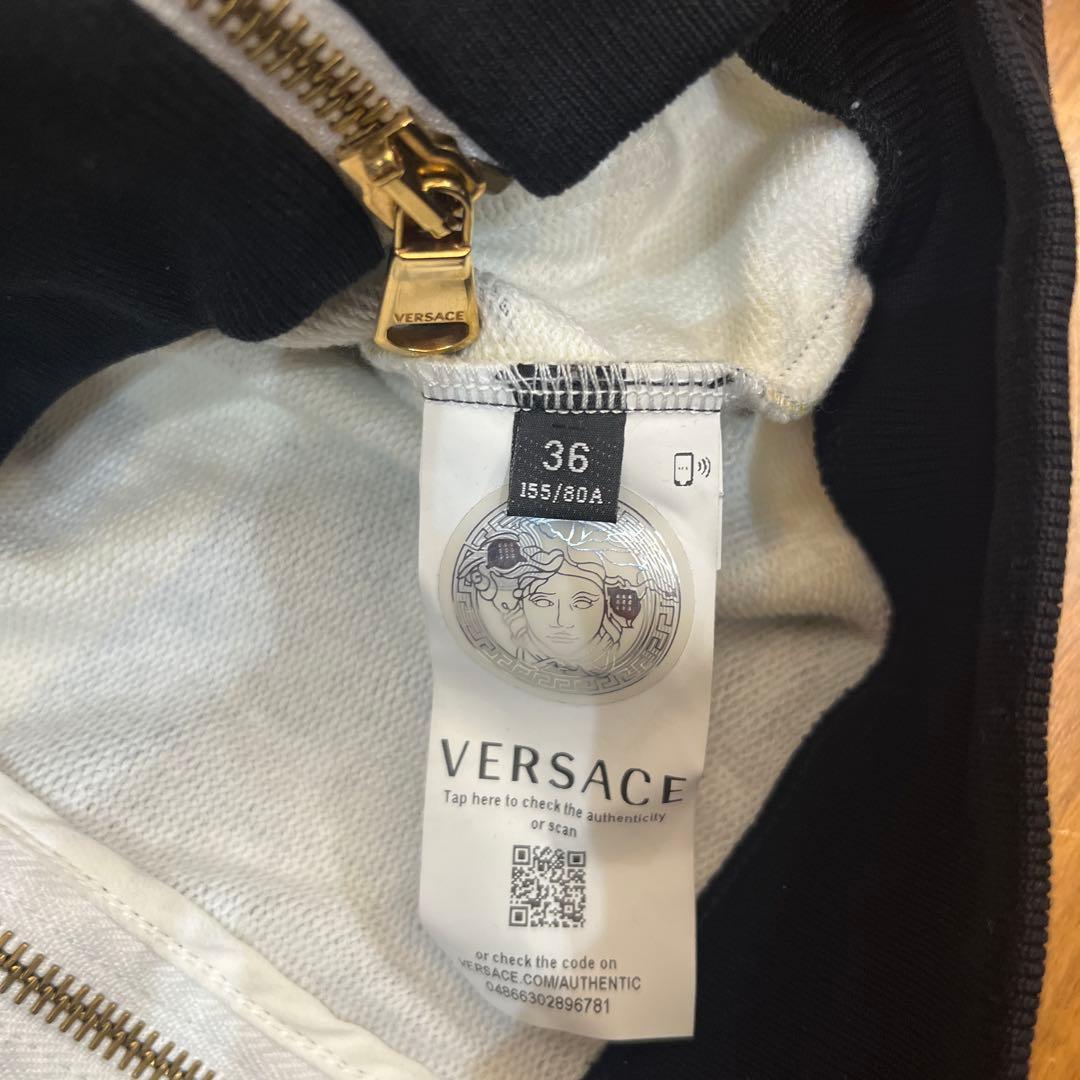 VERSACE
36
155/80A
VERSACE
Tap here to check the authenticity
or scan
or check the code on
VERSACE.COM/AUTHENTIC
04866302896781